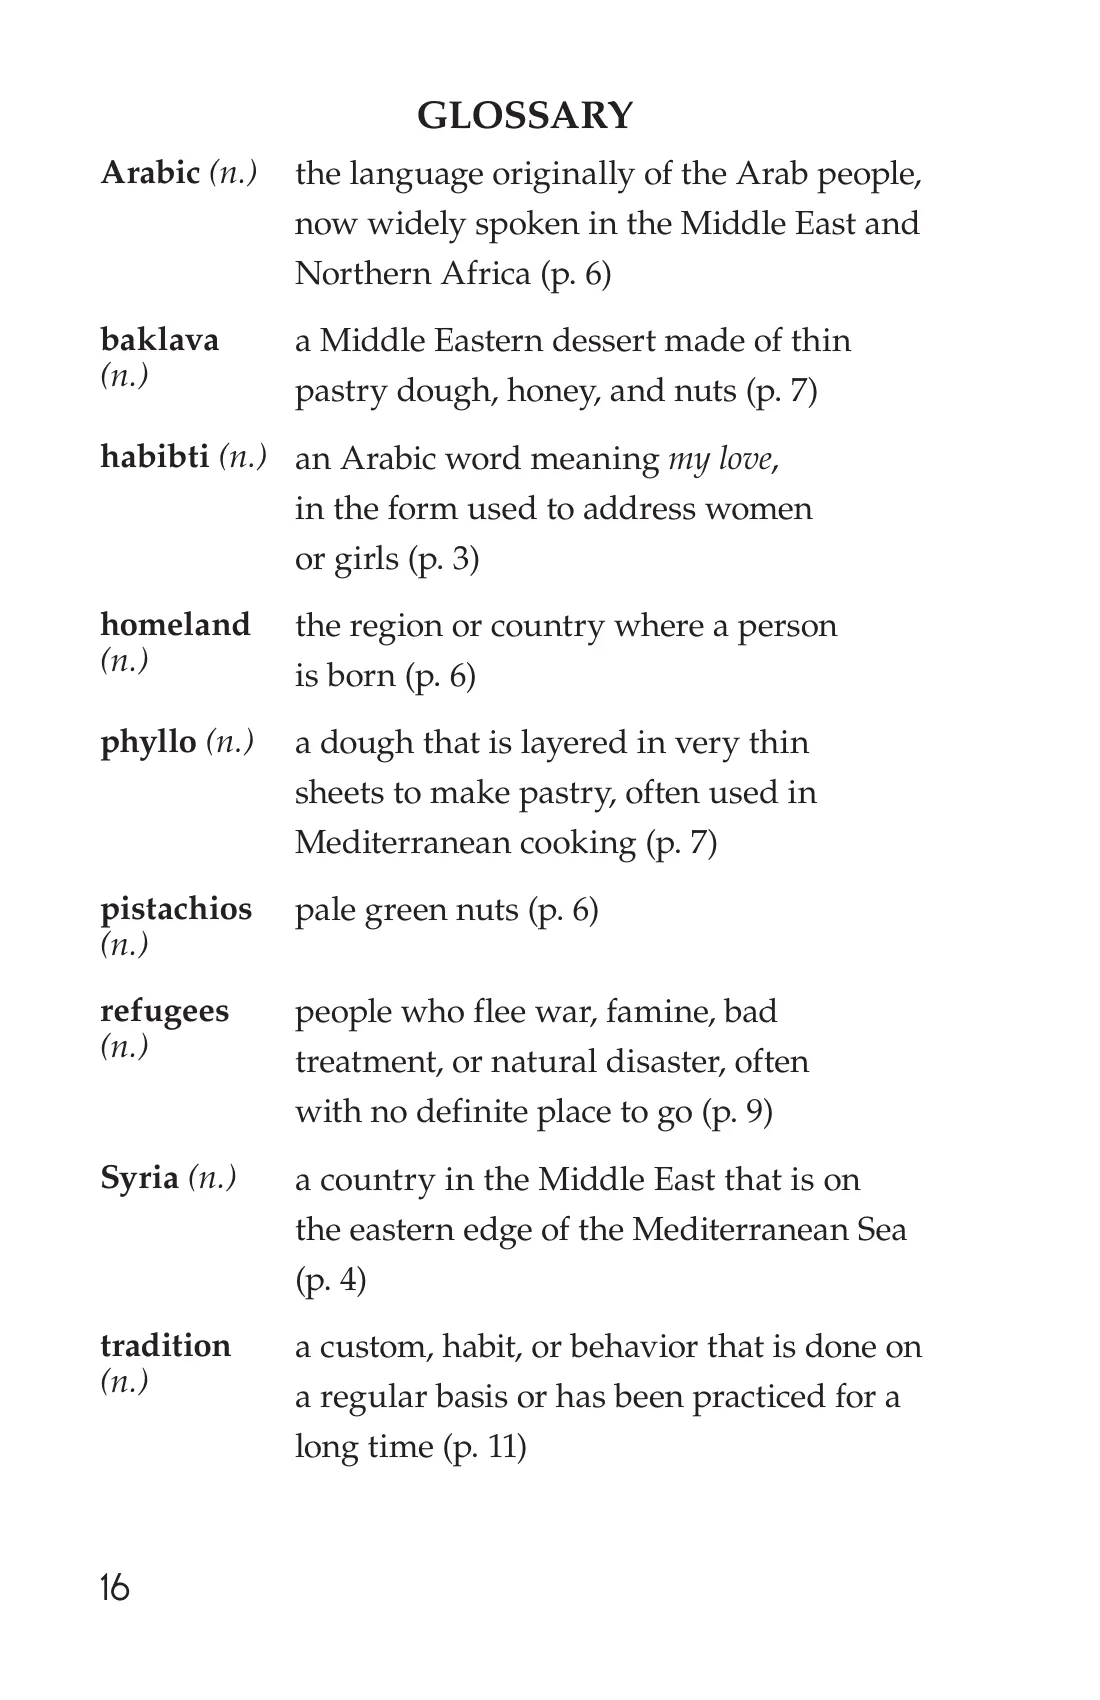 GLOSSARY
Arabic (n.) the language originally of the Arab people,
now widely spoken in the Middle East and
Northern Africa (p. 6)
baklava a Middle Eastern dessert made of thin
(n.) pastry dough, honey, and nuts (p. 7)
habibti (n.) an Arabic word meaning my love,
in the form used to address women
or girls (p. 3)
homeland the region or country where a person
(n.) is born (p. 6)
phyllo (n.) a dough that is layered in very thin
sheets to make pastry, often used in
Mediterranean cooking (p. 7)
pistachios pale green nuts (p. 6)
(n.)
refugees people who flee war, famine, bad
(n.) treatment, or natural disaster, often
with no definite place to go (p. 9)
Syria (n.) a country in the Middle East that is on
the eastern edge of the Mediterranean Sea
(p. 4)
tradition a custom, habit, or behavior that is done on
(n.) a regular basis or has been practiced for a
long time (p. 11)
16